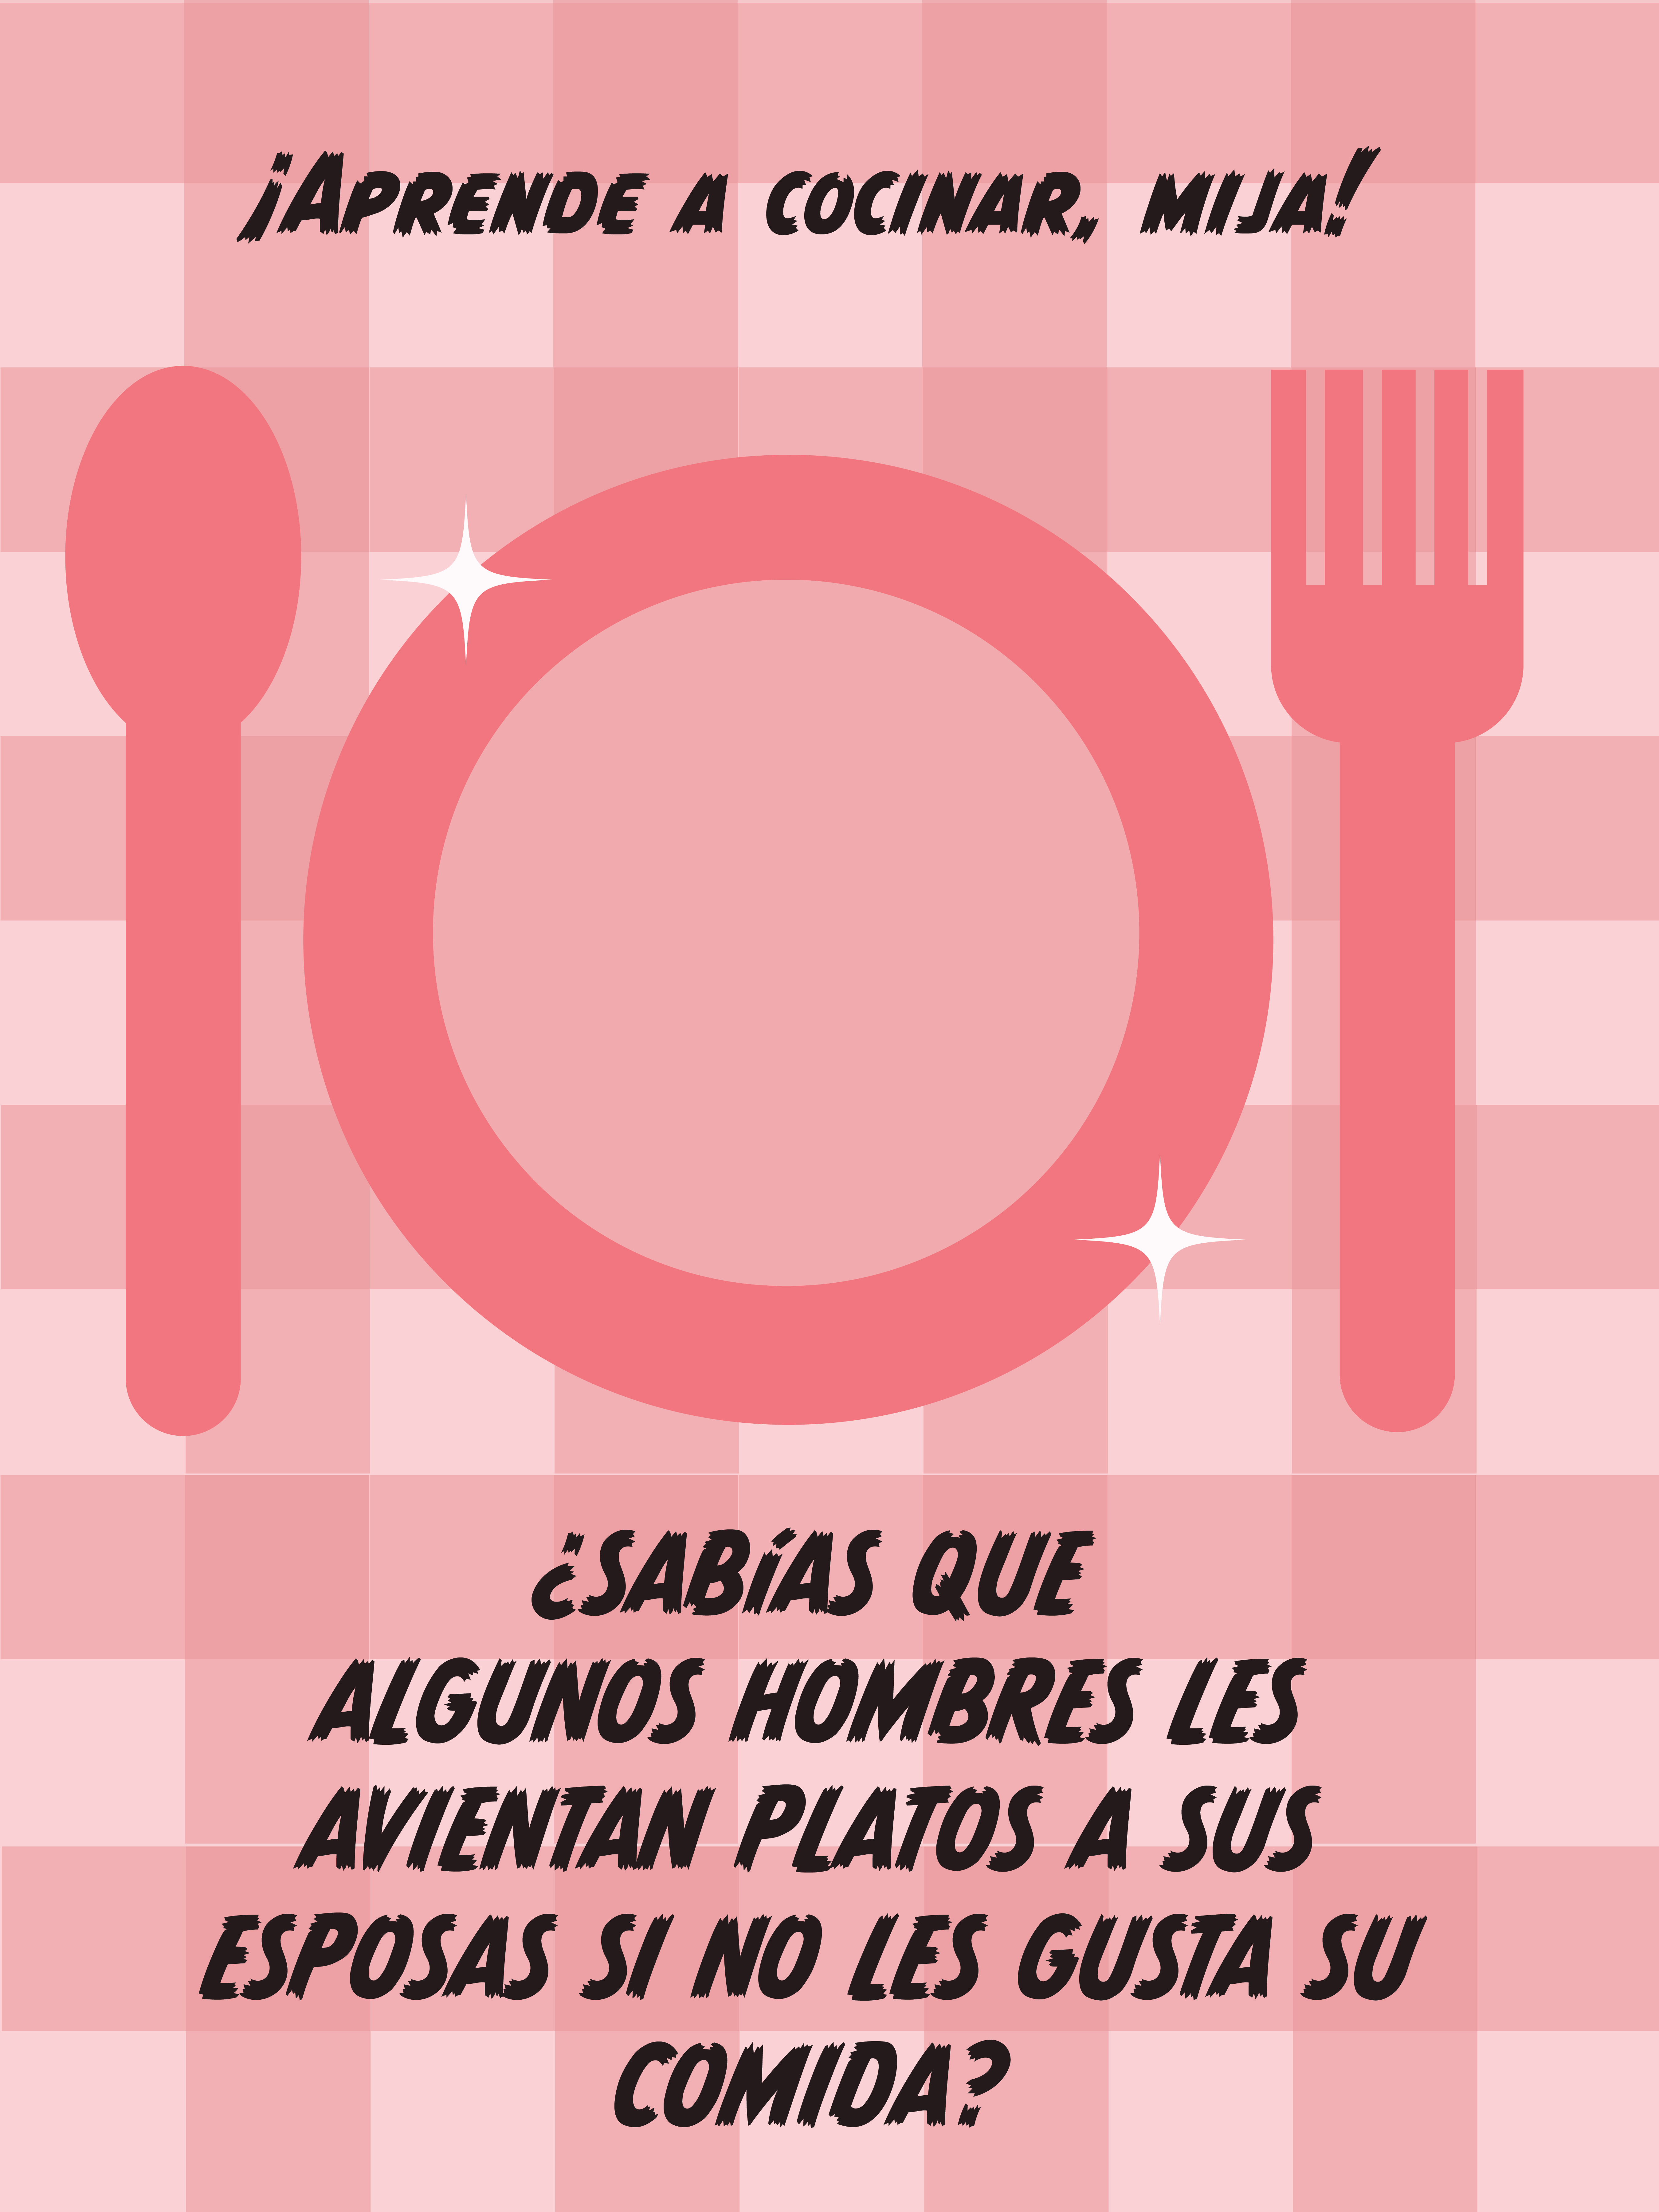 ¡Aprende a cocinar, mija!
¿SABÍAS QUE
ALGUNOS HOMBRES LES
AVIENTAN PLATOS A SUS
ESPOSAS SI NO LES GUSTA SU
COMIDA?